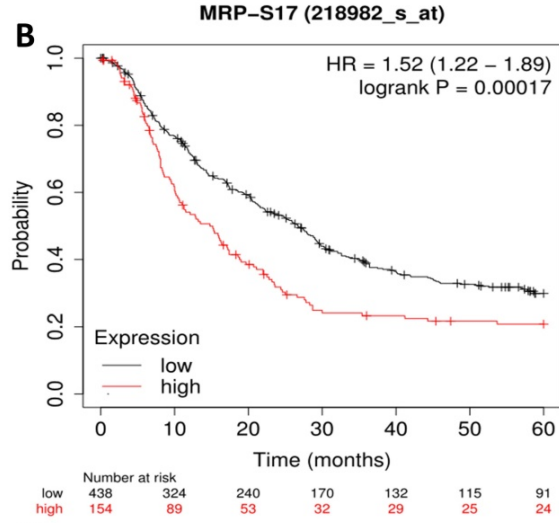 MRP-S17 (218982_s_at)
B
HR = 1.52 (1.22 – 1.89)
logrank P = 0.00017
Probability
1.0
0.8
0.6
0.4
0.2
0.0
Expression
low
high
0 10 20 30 40 50 60
Time (months)
Number at risk
low 438 324 240 170 132 115 91
high 154 89 53 32 29 25 24